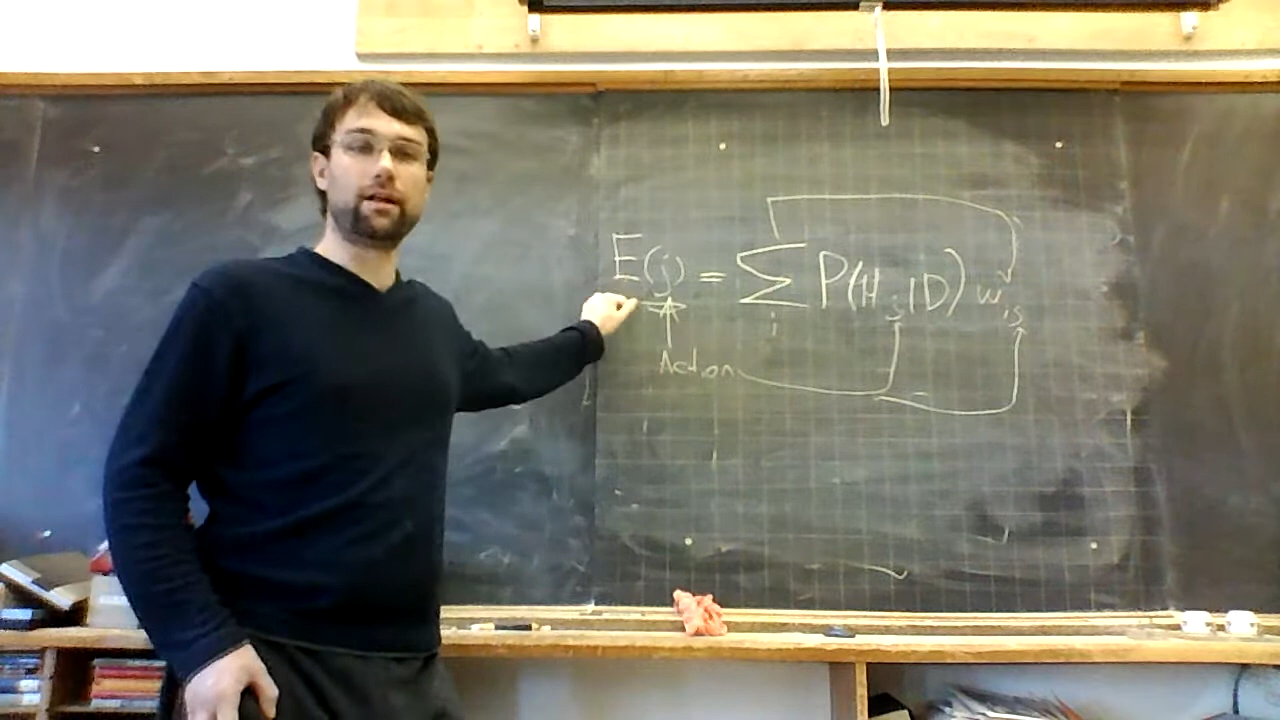 E(j) = ∑ P(H_j|D) w_ij
i
Action